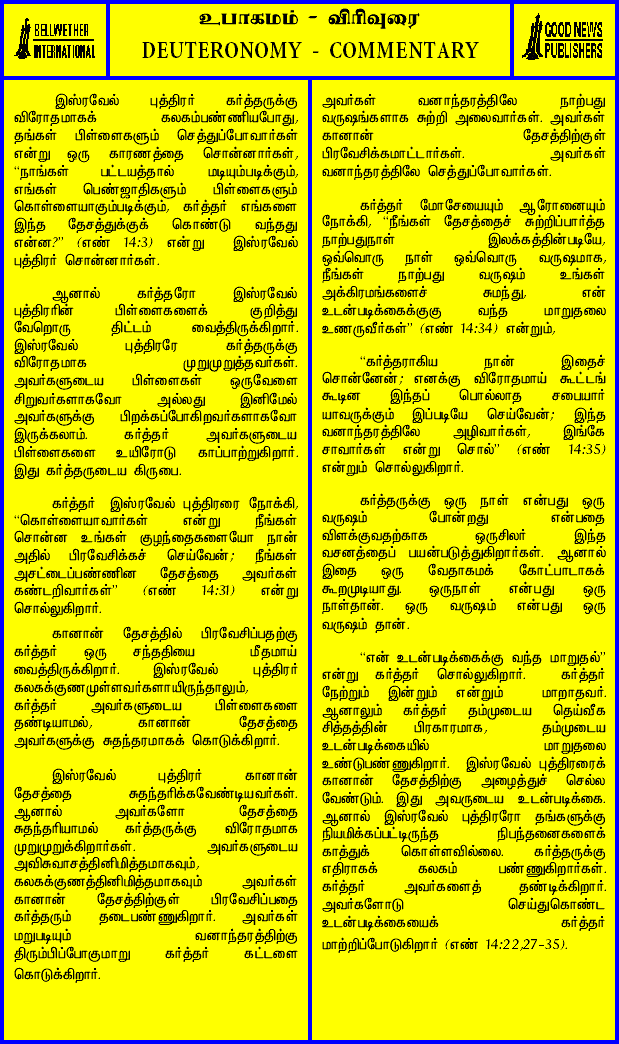 BELLWETHER
INTERNATIONAL
உபாகமம் - விரிவுரை
DEUTERONOMY - COMMENTARY
GOOD NEWS
PUBLISHERS
இஸ்ரவேல் புத்திரர் கர்த்தருக்கு
விரோதமாகக் கலகம்பண்ணியபோது,
தங்கள் பிள்ளைகளும் செத்துப்போவார்கள்
என்று ஒரு காரணத்தை சொன்னார்கள்,
“நாங்கள் பட்டயத்தால் மடியும்படிக்கும்,
எங்கள் பெண்ஜாதிகளும் பிள்ளைகளும்
கொள்ளையாகும்படிக்கும், கர்த்தர் எங்களை
இந்த தேசத்துக்குக் கொண்டு வந்தது
என்ன?” (எண் 14:3) என்று இஸ்ரவேல்
புத்திரர் சொன்னார்கள்.
ஆனால் கர்த்தரோ இஸ்ரவேல்
புத்திரரின் பிள்ளைகளைக் குறித்து
வேறொரு திட்டம் வைத்திருக்கிறார்.
இஸ்ரவேல் புத்திரரே கர்த்தருக்கு
விரோதமாக முறுமுறுத்தவர்கள்.
அவர்களுடைய பிள்ளைகள் ஒருவேளை
சிறுவர்களாகவோ அல்லது இனிமேல்
அவர்களுக்கு பிறக்கப்போகிறவர்களாகவோ
இருக்கலாம். கர்த்தர் அவர்களுடைய
பிள்ளைகளை உயிரோடு காப்பாற்றுகிறார்.
இது கர்த்தருடைய கிருபை.
கர்த்தர் இஸ்ரவேல் புத்திரரை நோக்கி,
“கொள்ளையாவார்கள் என்று நீங்கள்
சொன்ன உங்கள் குழந்தைகளையோ நான்
அதில் பிரவேசிக்கச் செய்வேன்; நீங்கள்
அசட்டைப்பண்ணின தேசத்தை அவர்கள்
கண்டறிவார்கள்” (எண் 14:31) என்று
சொல்லுகிறார்.
கானான் தேசத்தில் பிரவேசிப்பதற்கு
கர்த்தர் ஒரு சந்ததியை மீதமாய்
வைத்திருக்கிறார். இஸ்ரவேல் புத்திரர்
கலகக்குணமுள்ளவர்களாயிருந்தாலும்,
கர்த்தர் அவர்களுடைய பிள்ளைகளை
தண்டியாமல், கானான் தேசத்தை
அவர்களுக்கு சுதந்தரமாகக் கொடுக்கிறார்.
இஸ்ரவேல் புத்திரர் கானான்
தேசத்தை சுதந்தரிக்கவேண்டியவர்கள்.
ஆனால் அவர்களோ தேசத்தை
சுதந்தரியாமல் கர்த்தருக்கு விரோதமாக
முறுமுறுக்கிறார்கள். அவர்களுடைய
அவிசுவாசத்தினிமித்தமாகவும்,
கலகக்குணத்தினிமித்தமாகவும் அவர்கள்
கானான் தேசத்திற்குள் பிரவேசிப்பதை
கர்த்தரும் தடைபண்ணுகிறார். அவர்கள்
மறுபடியும் வனாந்தரத்திற்கு
திரும்பிப்போகுமாறு கர்த்தர் கட்டளை
கொடுக்கிறார்.
அவர்கள் வனாந்தரத்திலே நாற்பது
வருஷங்களாக சுற்றி அலைவார்கள். அவர்கள்
கானான் தேசத்திற்குள்
பிரவேசிக்கமாட்டார்கள். அவர்கள்
வனாந்தரத்திலே செத்துப்போவார்கள்.
கர்த்தர் மோசேயையும் ஆரோனையும்
நோக்கி, “நீங்கள் தேசத்தைச் சுற்றிப்பார்த்த
நாற்பதுநாள் இலக்கத்தின்படியே,
ஒவ்வொரு நாள் ஒவ்வொரு வருஷமாக,
நீங்கள் நாற்பது வருஷம் உங்கள்
அக்கிரமங்களைச் சுமந்து, என்
உடன்படிக்கைக்குகு வந்த மாறுதலை
உணருவீர்கள்” (எண் 14:34) என்றும்,
“கர்த்தராகிய நான் இதைச்
சொன்னேன்; எனக்கு விரோதமாய் கூட்டங்
கூடின இந்தப் பொல்லாத சபையார்
யாவருக்கும் இப்படியே செய்வேன்; இந்த
வனாந்தரத்திலே அழிவார்கள், இங்கே
சாவார்கள் என்று சொல்” (எண் 14:35)
என்றும் சொல்லுகிறார்.
கர்த்தருக்கு ஒரு நாள் என்பது ஒரு
வருஷம் போன்றது என்பதை
விளக்குவதற்காக ஒருசிலர் இந்த
வசனத்தைப் பயன்படுத்துகிறார்கள். ஆனால்
இதை ஒரு வேதாகமக் கோட்பாடாகக்
கூறமுடியாது. ஒருநாள் என்பது ஒரு
நாள்தான். ஒரு வருஷம் என்பது ஒரு
வருஷம் தான்.
“என் உடன்படிக்கைக்கு வந்த மாறுதல்”
என்று கர்த்தர் சொல்லுகிறார். கர்த்தர்
நேற்றும் இன்றும் என்றும் மாறாதவர்.
ஆனாலும் கர்த்தர் தம்முடைய தெய்வீக
சித்தத்தின் பிரகாரமாக, தம்முடைய
உடன்படிக்கையில் மாறுதலை
உண்டுபண்ணுகிறார். இஸ்ரவேல் புத்திரரைக்
கானான் தேசத்திற்கு அழைத்துச் செல்ல
வேண்டும். இது அவருடைய உடன்படிக்கை.
ஆனால் இஸ்ரவேல் புத்திரரோ தங்களுக்கு
நியமிக்கப்பட்டிருந்த நிபந்தனைகளைக்
காத்துக் கொள்ளவில்லை. கர்த்தருக்கு
எதிராகக் கலகம் பண்ணுகிறார்கள்.
கர்த்தர் அவர்களைத் தண்டிக்கிறார்.
அவர்களோடு செய்துகொண்ட
உடன்படிக்கையைக் கர்த்தர்
மாற்றிப்போடுகிறார் (எண் 14:22,27-35).